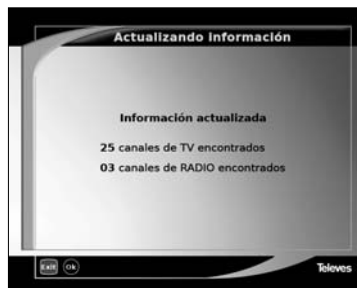 Actualizando Información
Información actualizada
25 canales de TV encontrados
03 canales de RADIO encontrados
Exit Ok
Televes